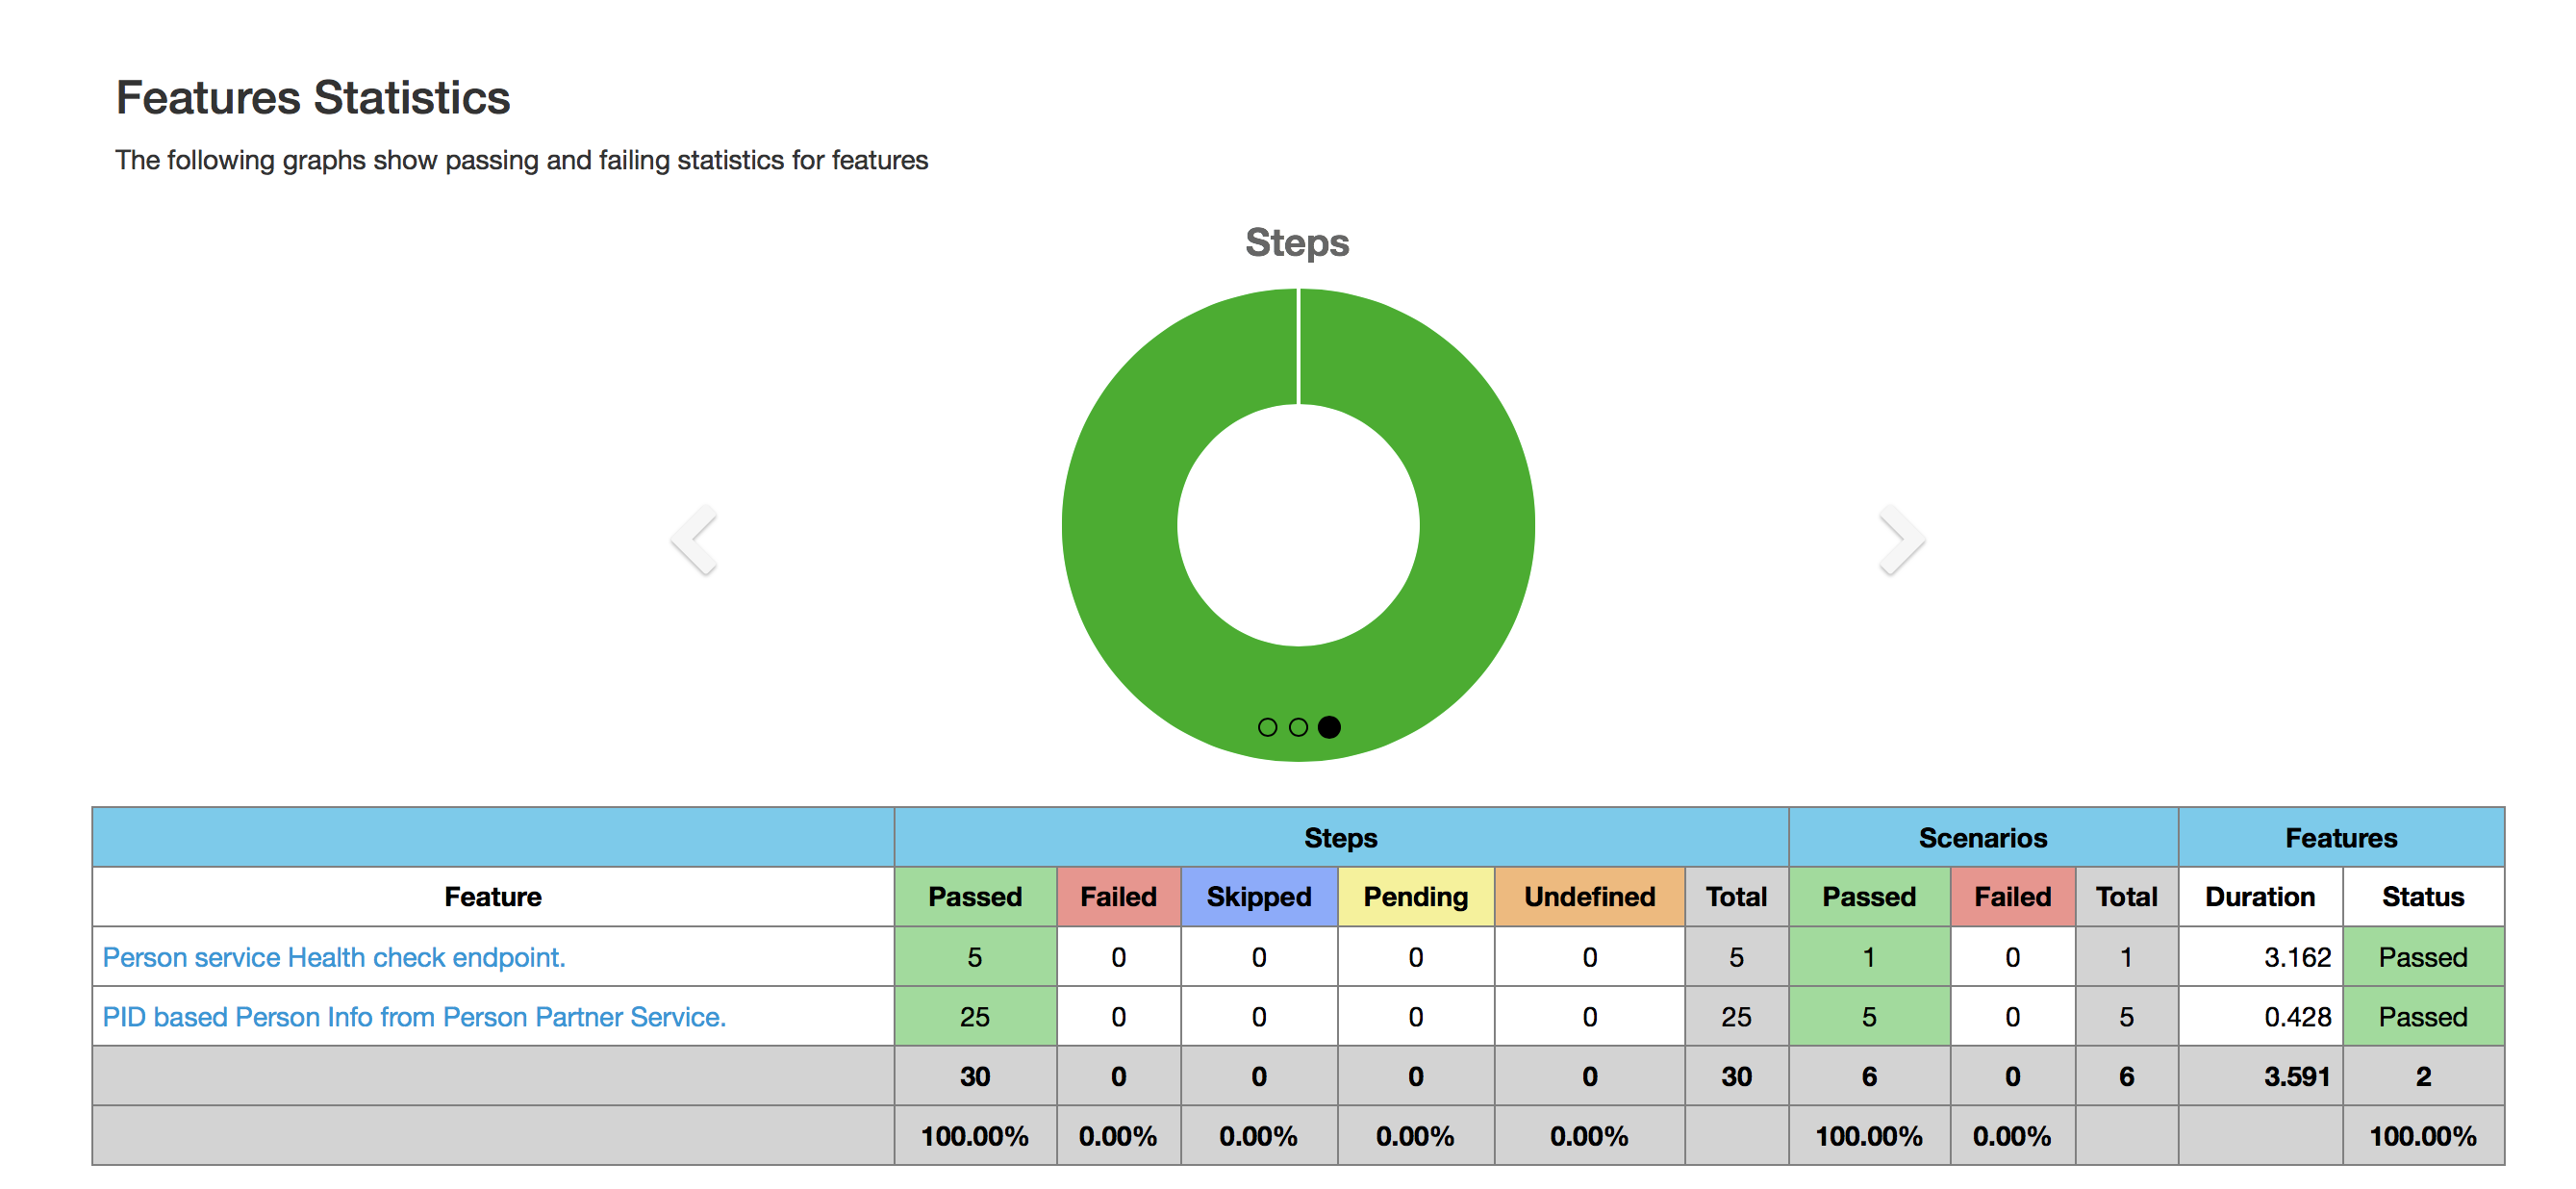 Features Statistics
The following graphs show passing and failing statistics for features
Steps
Steps Scenarios Features
Feature Passed Failed Skipped Pending Undefined Total Passed Failed Total Duration Status
Person service Health check endpoint. 5 0 0 0 0 5 1 0 1 3.162 Passed
PID based Person Info from Person Partner Service. 25 0 0 0 0 25 5 0 5 0.428 Passed
30 0 0 0 0 30 6 0 6 3.591 2
100.00% 0.00% 0.00% 0.00% 0.00% 100.00% 0.00% 100.00%